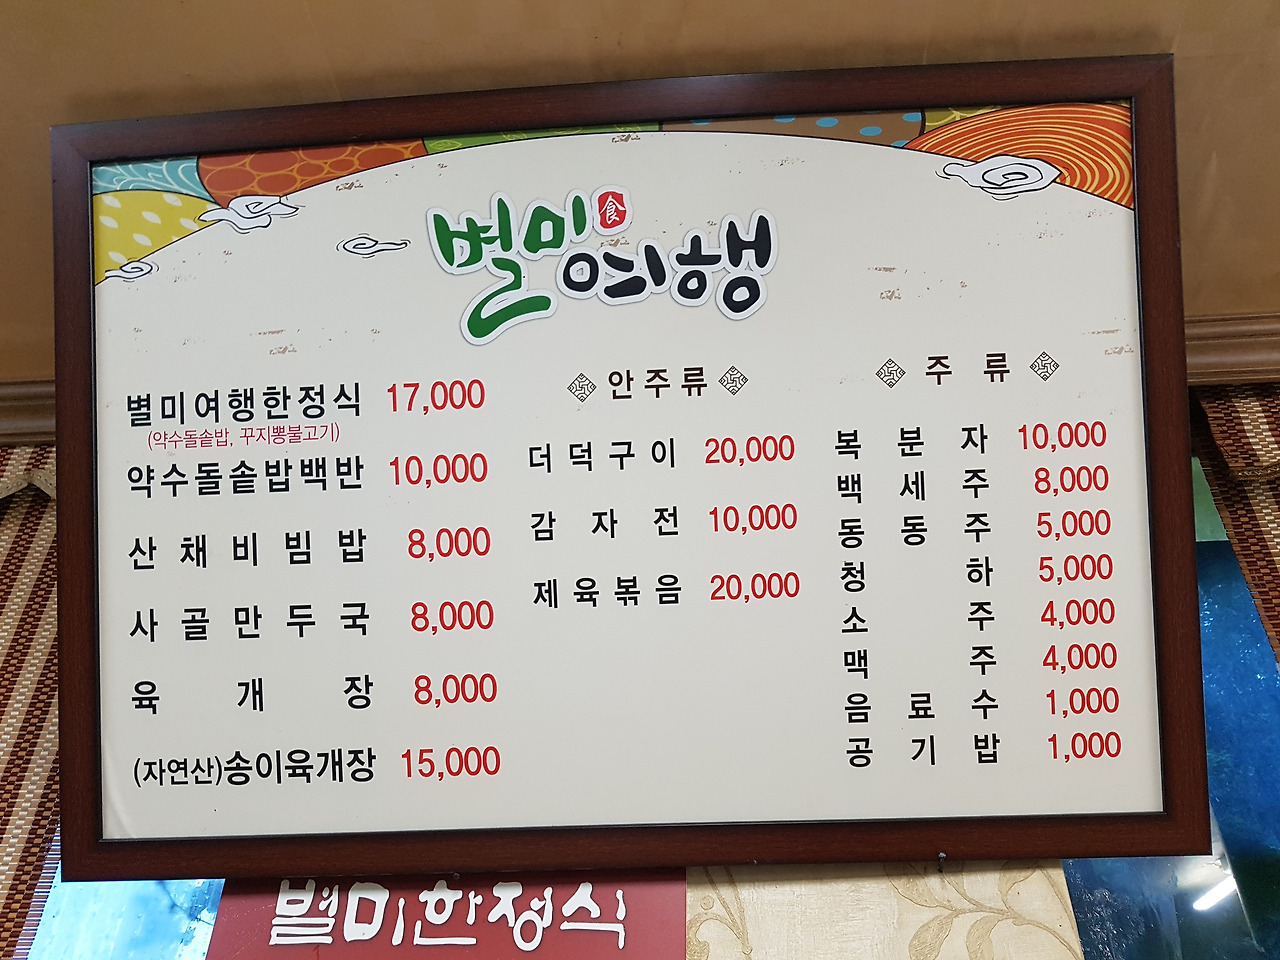 별미食여행
별미여행한정식 17,000
(약수돌솥밥, 꾸지뽕불고기)
약수돌솥밥백반 10,000
산채비빔밥 8,000
사골만두국 8,000
육개장 8,000
(자연산)송이육개장 15,000
안주류
더덕구이 20,000
감자전 10,000
제육볶음 20,000
주류
복분자 10,000
백세주 8,000
동동주 5,000
청하 5,000
소주 4,000
맥주 4,000
음료수 1,000
공기밥 1,000
별미한정식